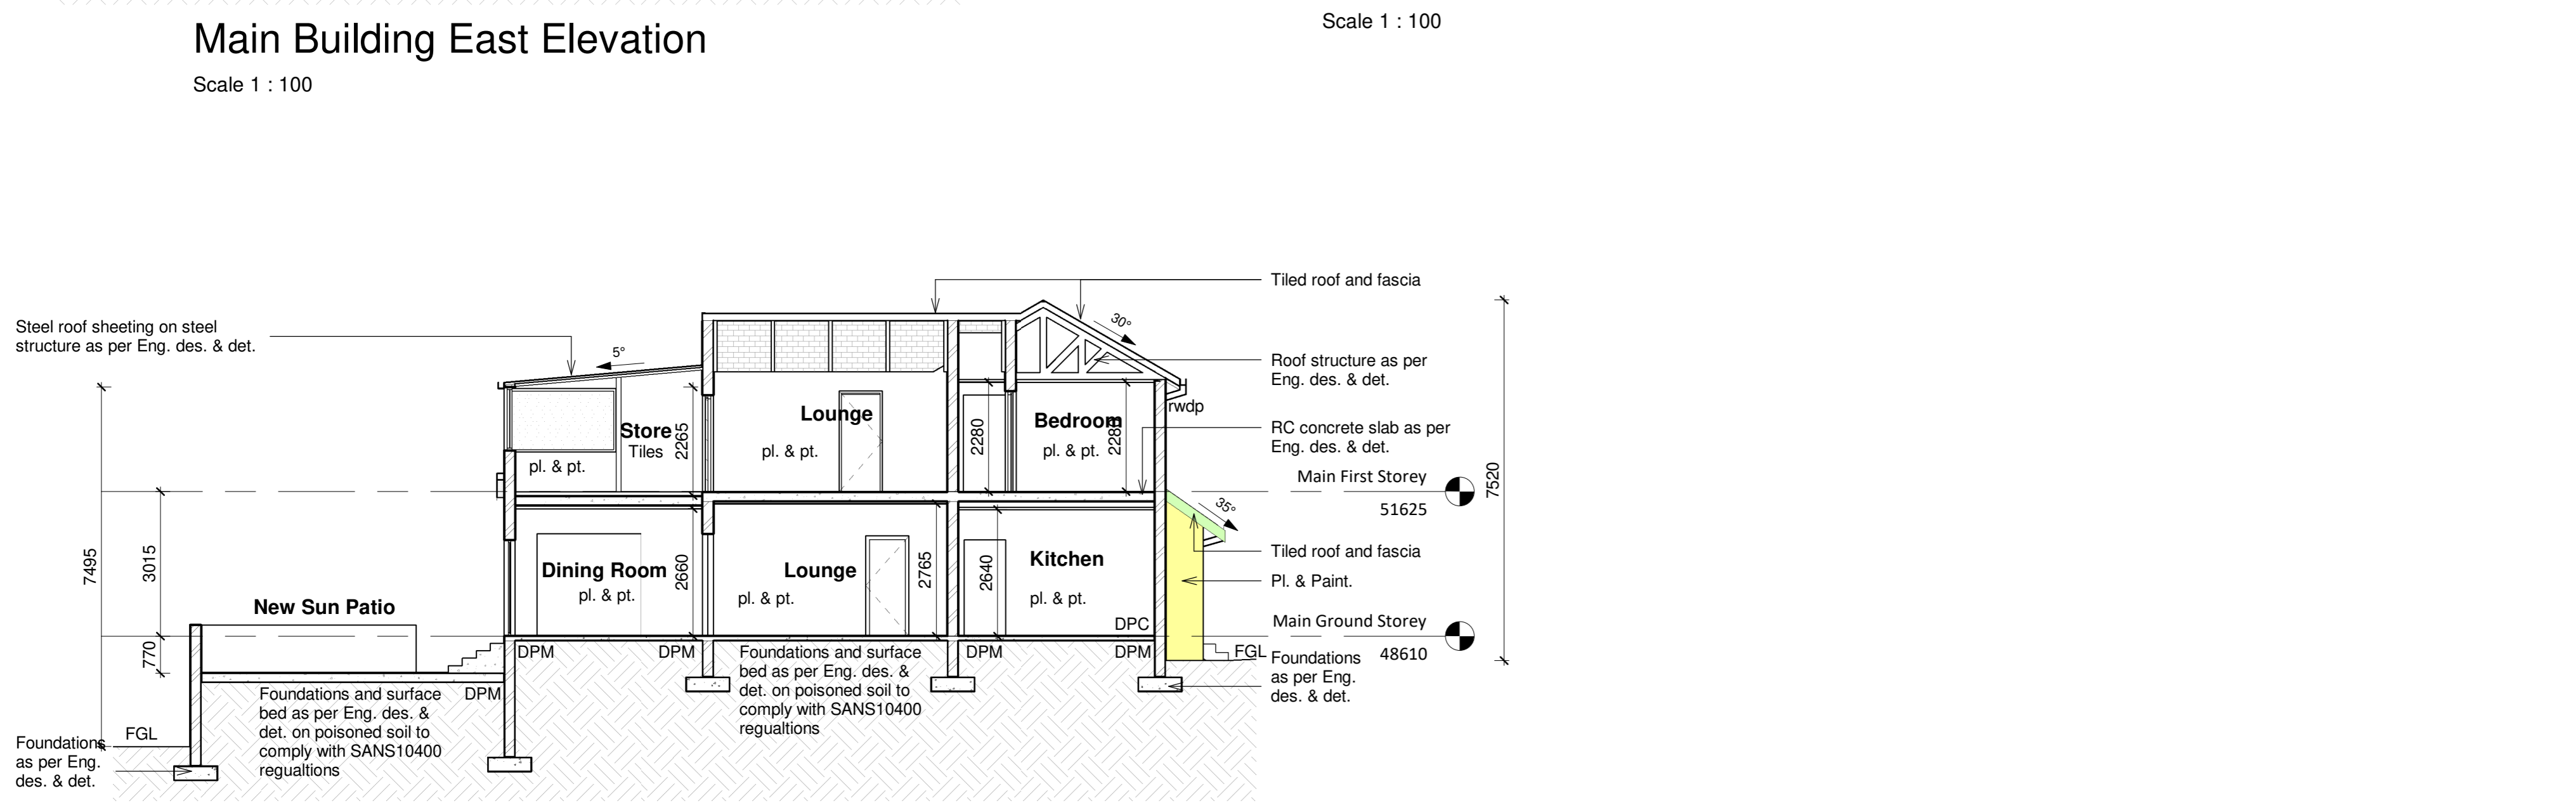 Scale 1 : 100
Main Building East Elevation
Scale 1 : 100
Tiled roof and fascia
Steel roof sheeting on steel
structure as per Eng. des. & det.
5°
30°
Roof structure as per
Eng. des. & det.
rwdp
RC concrete slab as per
Eng. des. & det.
Store
Tiles
pl. & pt.
2265
Lounge
pl. & pt.
2280
Bedroom
pl. & pt.
Main First Storey
51625
7520
35°
Tiled roof and fascia
Pl. & Paint.
7495
3015
770
New Sun Patio
Dining Room
pl. & pt.
2660
Lounge
pl. & pt.
2765
2640
Kitchen
pl. & pt.
DPC
Main Ground Storey
48610
DPM
DPM
DPM
DPM
FGL
Foundations
as per Eng.
des. & det.
Foundations and surface
bed as per Eng. des. &
det. on poisoned soil to
comply with SANS10400
regualtions
DPM
Foundations and surface
bed as per Eng. des. &
det. on poisoned soil to
comply with SANS10400
regualtions
FGL
Foundations
as per Eng.
des. & det.